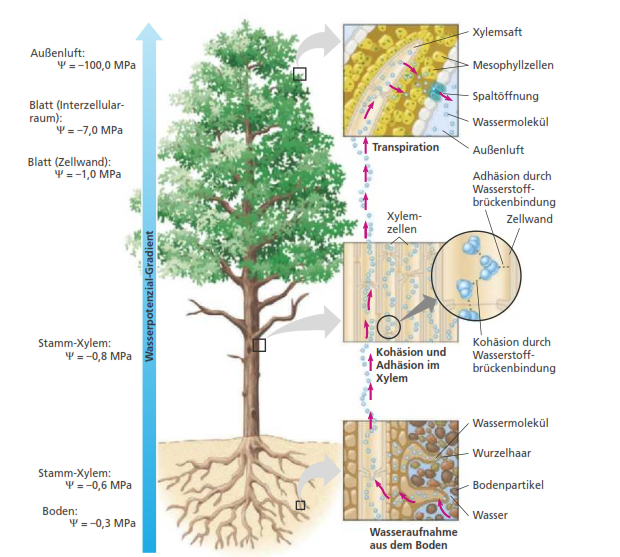 Außenluft:
Ψ = –100,0 MPa
Blatt (Interzellular-
raum):
Ψ = –7,0 MPa
Blatt (Zellwand):
Ψ = –1,0 MPa
Wasserpotenzial-Gradient
Stamm-Xylem:
Ψ = –0,8 MPa
Stamm-Xylem:
Ψ = –0,6 MPa
Boden:
Ψ = –0,3 MPa
Xylemsaft
Mesophyllzellen
Spaltöffnung
Wassermolekül
Außenluft
Transpiration
Adhäsion durch
Wasserstoff-
brückenbindung
Zellwand
Xylem-
zellen
Kohäsion durch
Wasserstoff-
brückenbindung
Kohäsion und
Adhäsion im
Xylem
Wassermolekül
Wurzelhaar
Bodenpartikel
Wasser
Wasseraufnahme
aus dem Boden